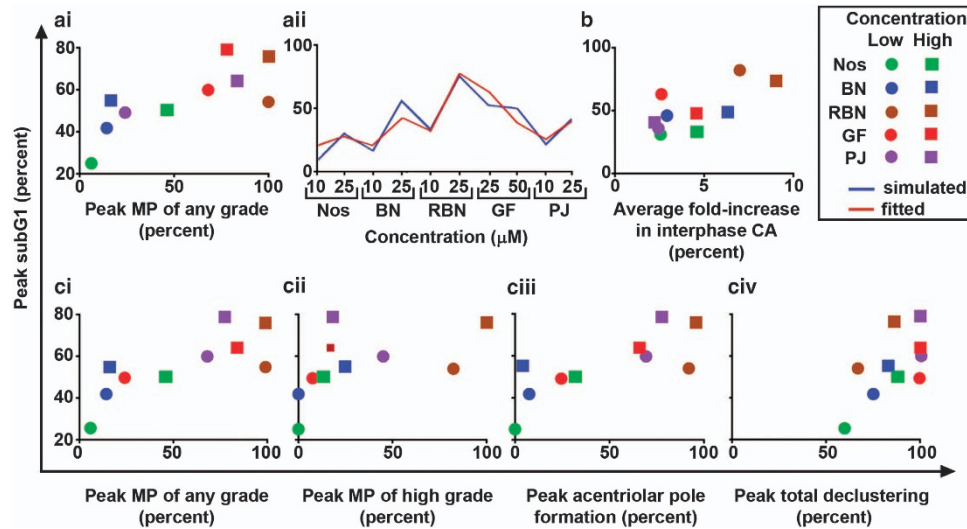 ai
80
60
40
20
0
50
100
Peak MP of any grade
(percent)
aii
100
50
0
10 25 10 25 10 25 25 50 10 25
Nos BN RBN GF PJ
Concentration (μM)
b
100
50
0
0
5
10
Average fold-increase
in interphase CA
(percent)
Concentration
Low High
Nos
BN
RBN
GF
PJ
simulated
fitted
Peak subG1 (percent)
ci
80
60
40
20
0
50
100
Peak MP of any grade
(percent)
cii
0
50
100
Peak MP of high grade
(percent)
ciii
0
50
100
Peak acentriolar pole
formation (percent)
civ
0
50
100
Peak total declustering
(percent)